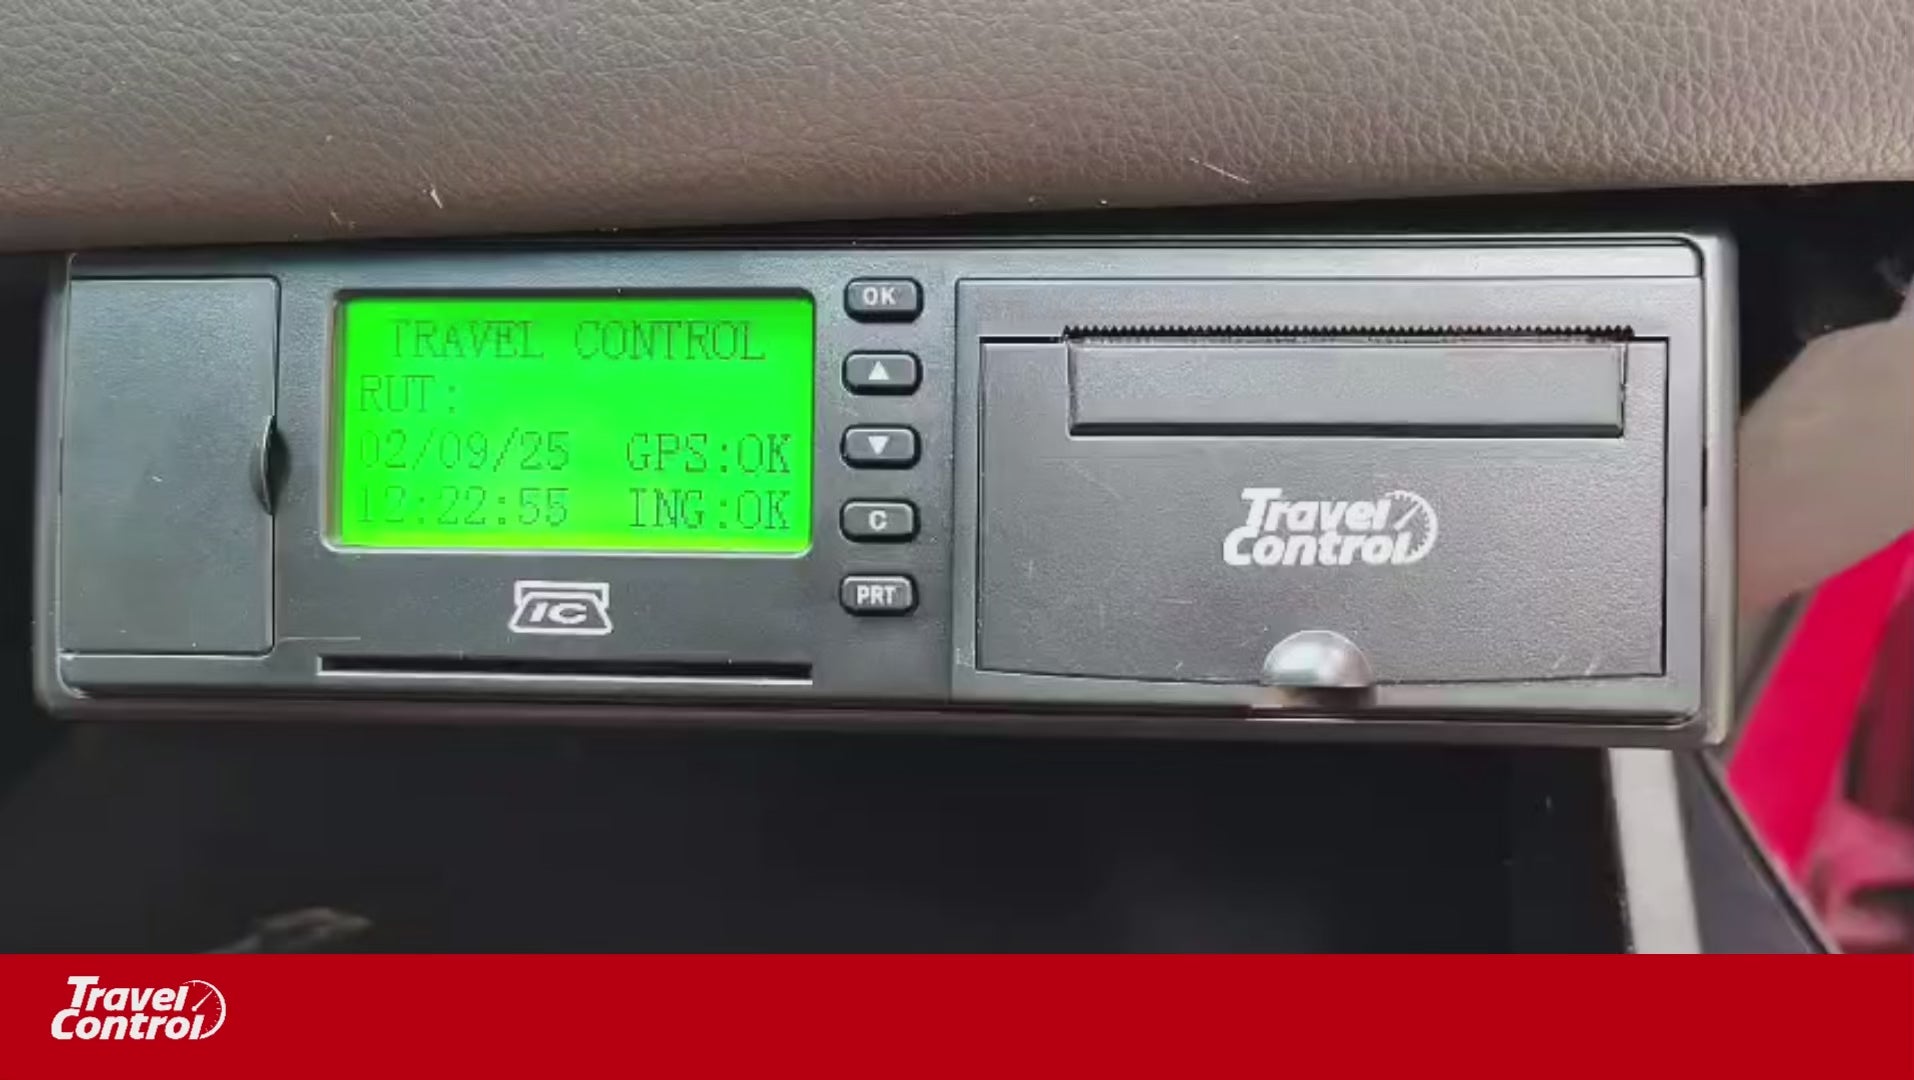 TRAVEL CONTROL
RUT:
02/09/25 GPS:OK
12:22:55 ING:OK
IC
OK
C
PRT
Travel
Control
Travel
Control